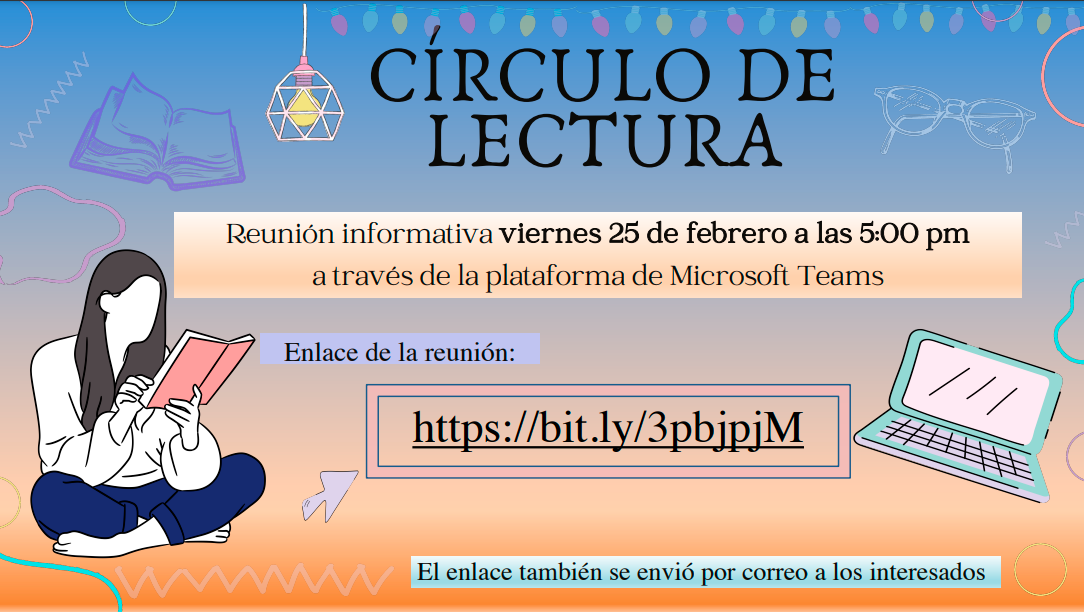 CÍRCULO DE
LECTURA
Reunión informativa viernes 25 de febrero a las 5:00 pm
a través de la plataforma de Microsoft Teams
Enlace de la reunión:
https://bit.ly/3pbjpjM
El enlace también se envió por correo a los interesados